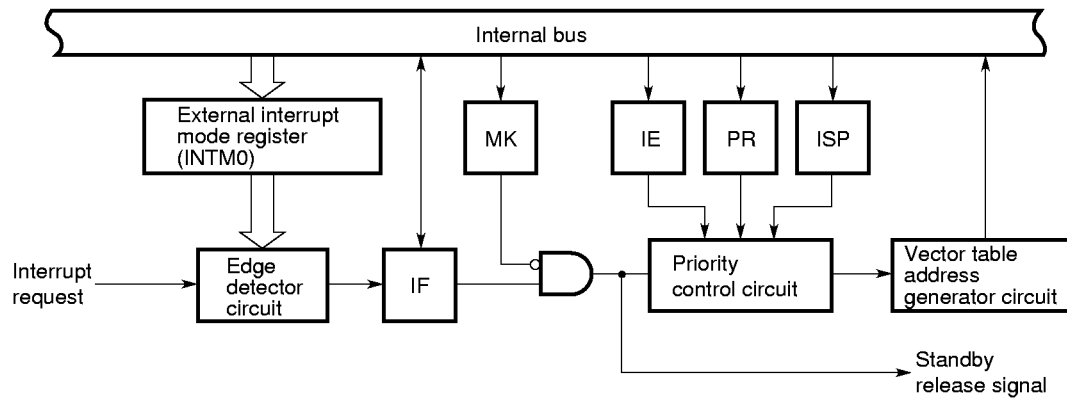 Internal bus
External interrupt
mode register
(INTM0)
MK
IE
PR
ISP
Interrupt
request
Edge
detector
circuit
IF
Priority
control circuit
Vector table
address
generator circuit
Standby
release signal